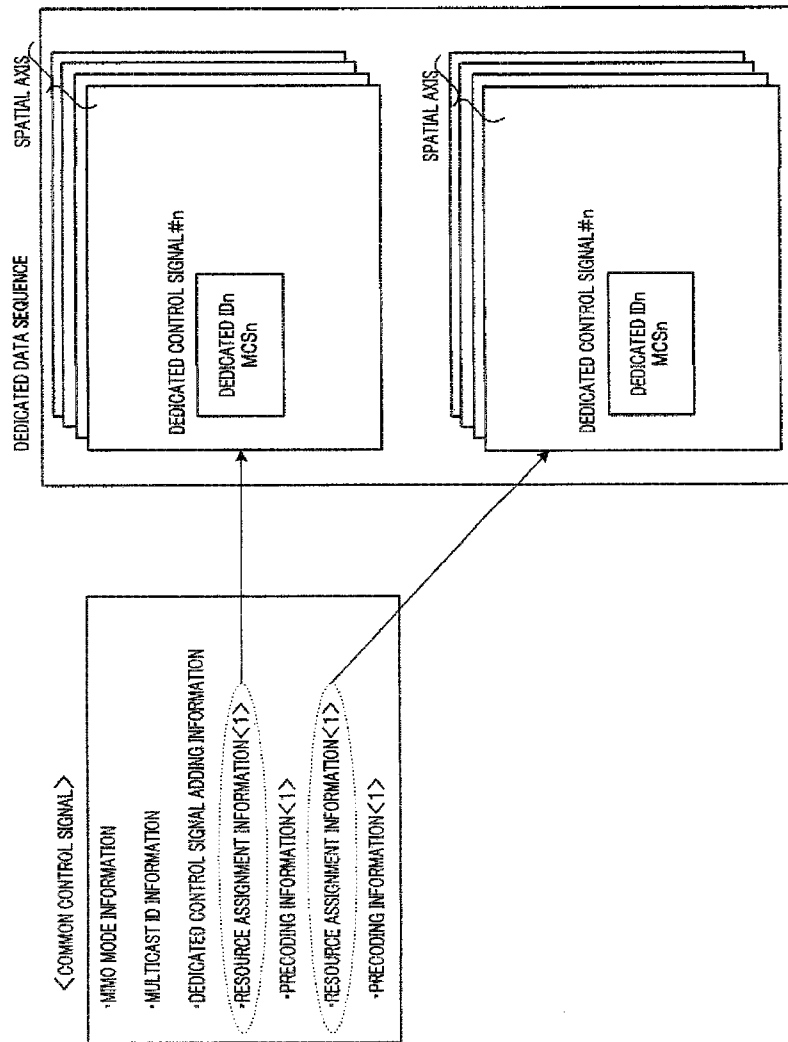 <COMMON CONTROL SIGNAL>
•MIMO MODE INFORMATION
•MULTICAST ID INFORMATION
•DEDICATED CONTROL SIGNAL ADDING INFORMATION
•RESOURCE ASSIGNMENT INFORMATION<1>
•PRECODING INFORMATION<1>
•RESOURCE ASSIGNMENT INFORMATION<1>
•PRECODING INFORMATION<1>
DEDICATED DATA SEQUENCE
SPATIAL AXIS
DEDICATED CONTROL SIGNAL#n
DEDICATED IDn
MCSn
SPATIAL AXIS
DEDICATED CONTROL SIGNAL#n
DEDICATED IDn
MCSn